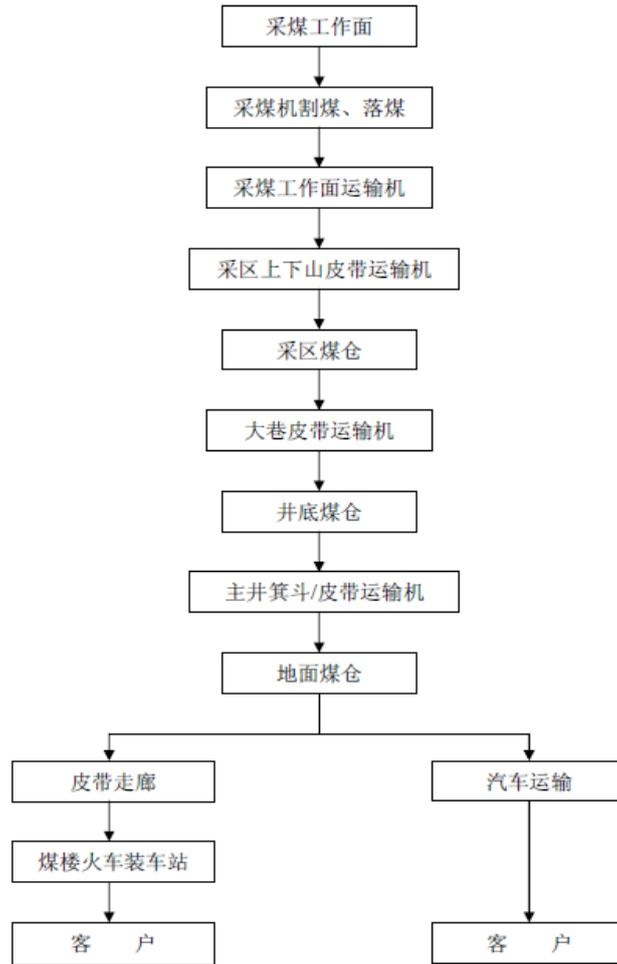 采煤工作面
采煤机割煤、落煤
采煤工作面运输机
采区上下山皮带运输机
采区煤仓
大巷皮带运输机
井底煤仓
主井箕斗/皮带运输机
地面煤仓
皮带走廊
汽车运输
煤楼火车装车站
客 户
客 户